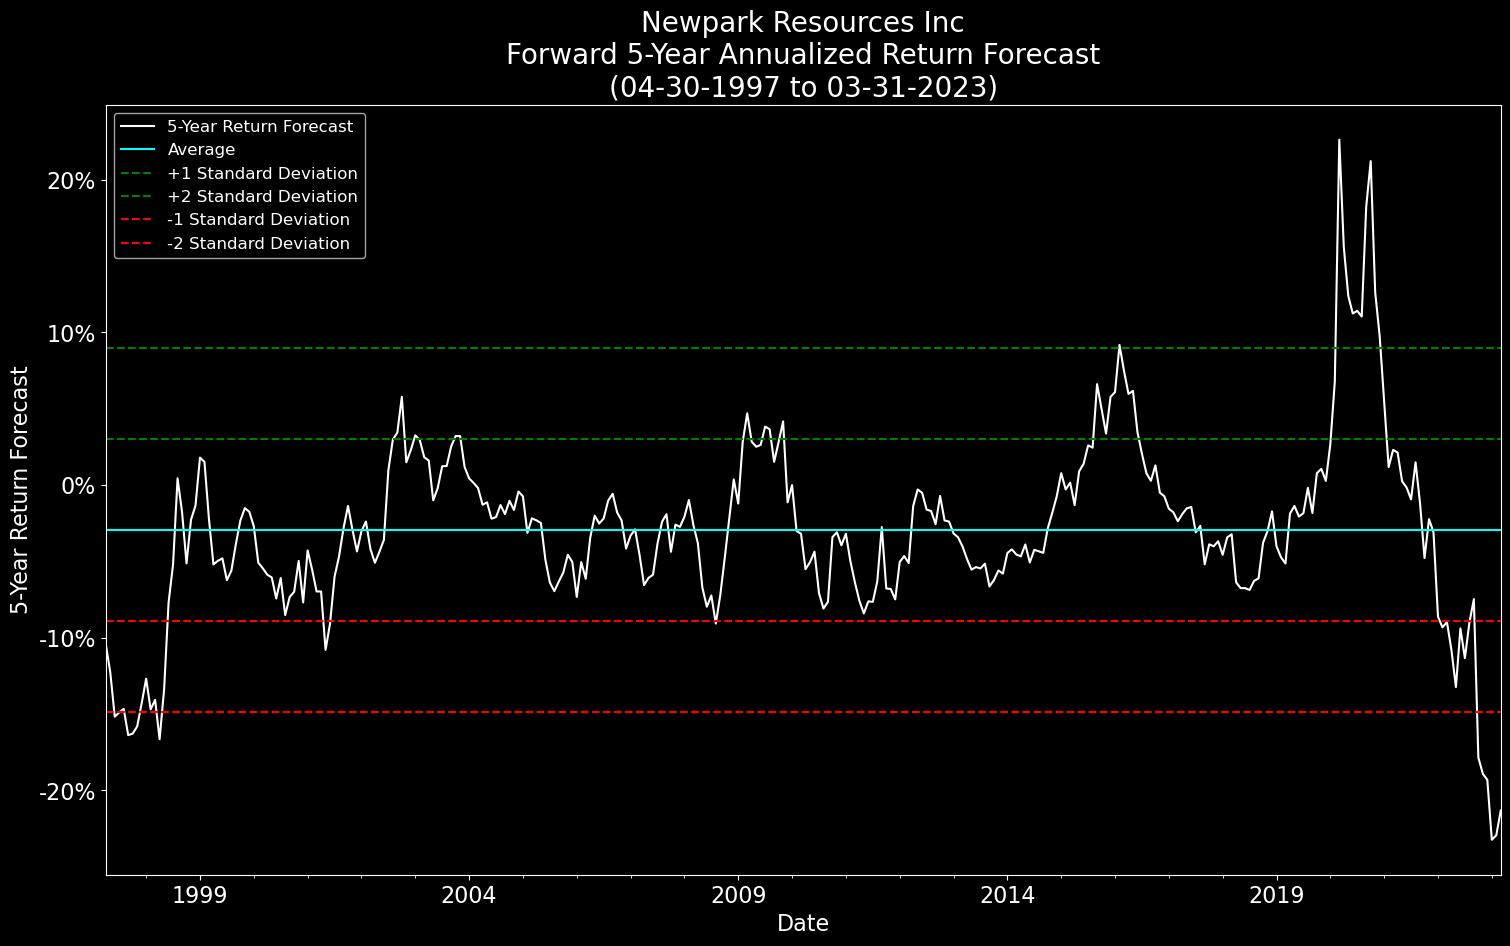 Newpark Resources Inc
Forward 5-Year Annualized Return Forecast
(04-30-1997 to 03-31-2023)
5-Year Return Forecast
Average
+1 Standard Deviation
+2 Standard Deviation
-1 Standard Deviation
-2 Standard Deviation
20%
10%
0%
-10%
-20%
5-Year Return Forecast
1999 2004 2009 2014 2019
Date